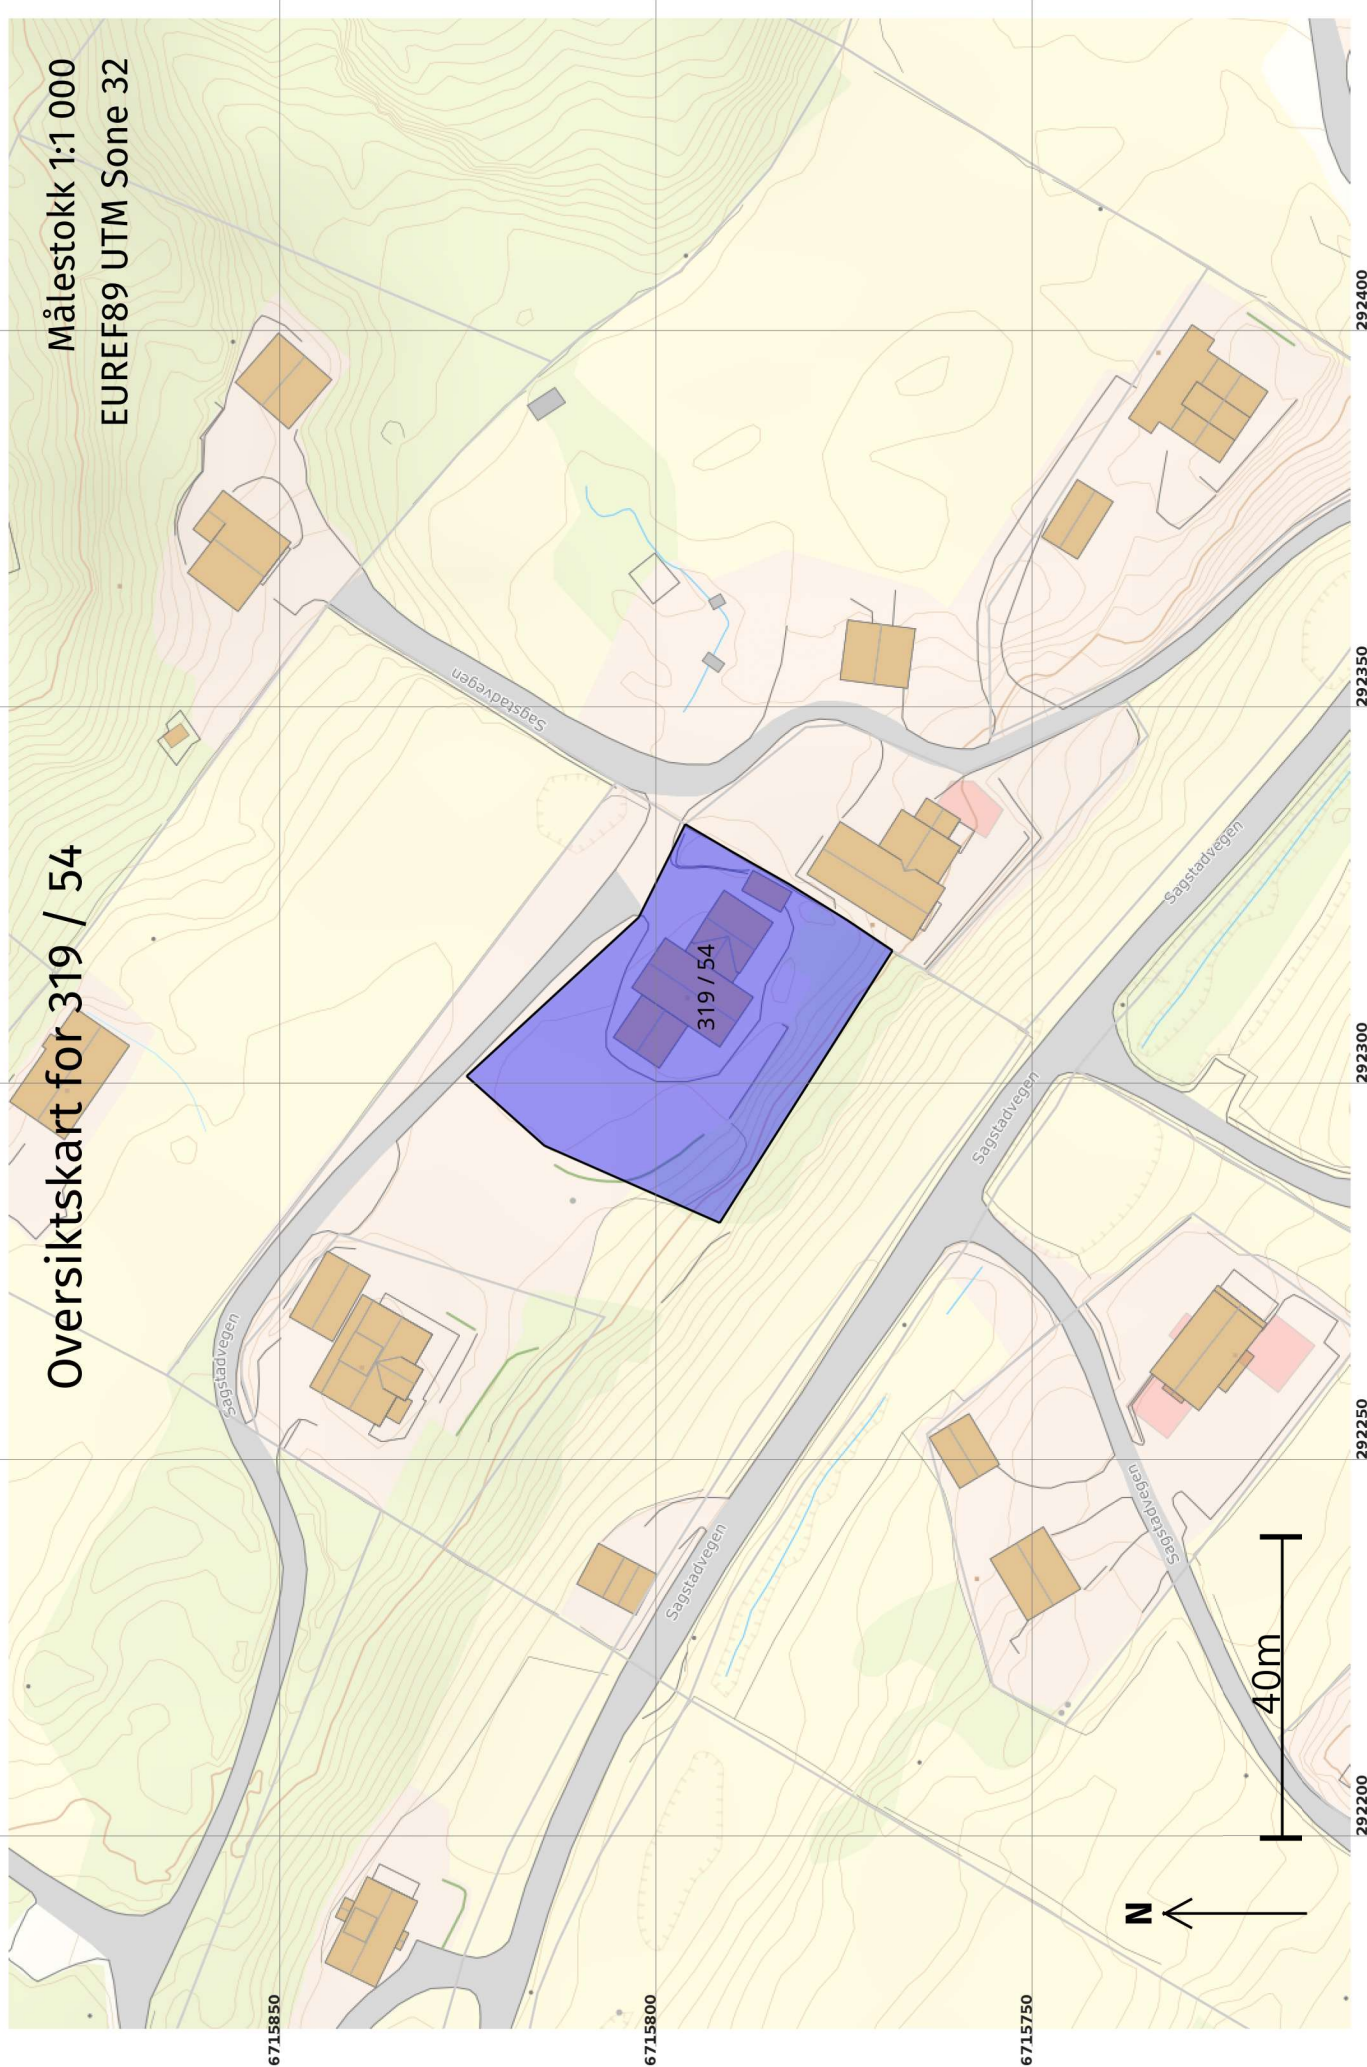 Oversiktskart for 319 / 54
Målestokk 1:1 000
EUREF89 UTM Sone 32
Sagstadvegen
Sagstadvegen
319 / 54
Sagstadvegen
Sagstadvegen
Sagstadvegen
Sagstadvegen
40m
N
6715850
6715800
6715750
292200
292250
292300
292350
292400